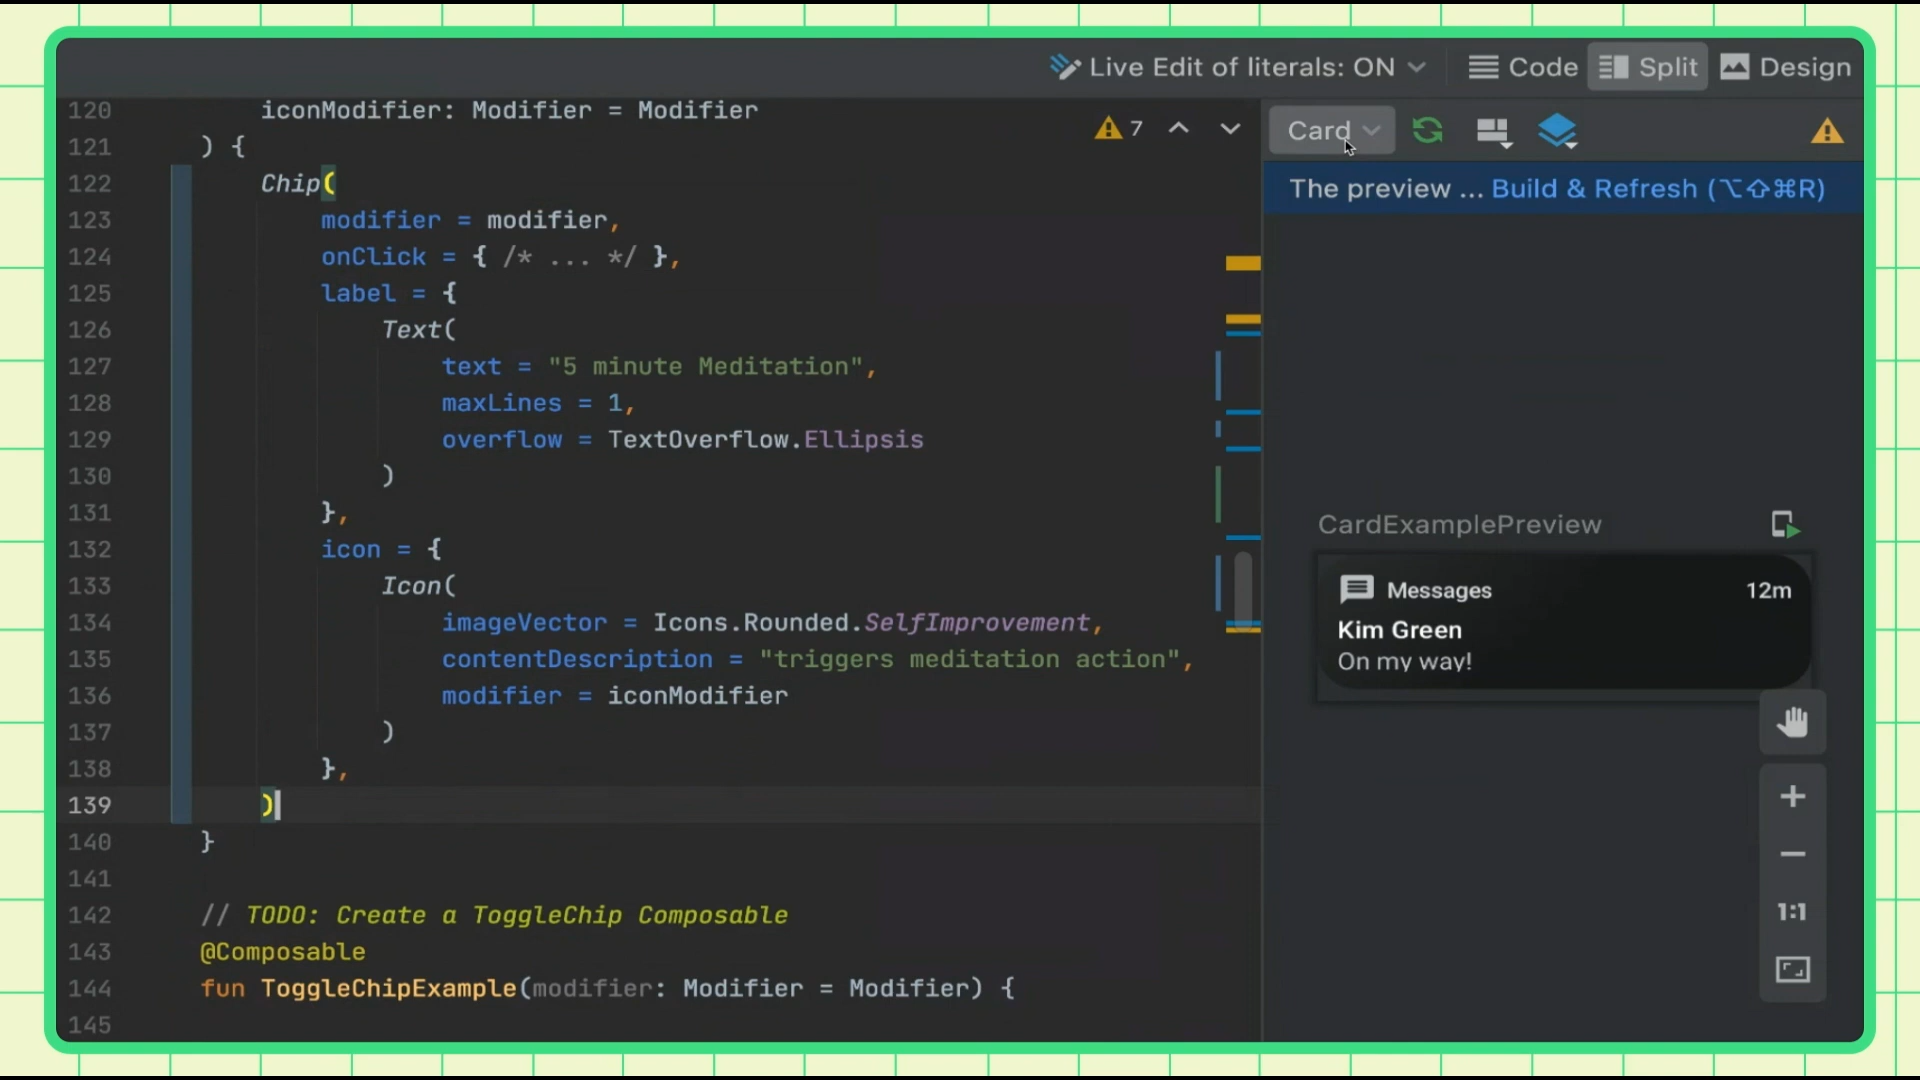 Live Edit of literals: ON
Code
Split
Design
120 iconModifier: Modifier = Modifier
121 ) {
122 Chip(
123 modifier = modifier,
124 onClick = { /* ... */ },
125 label = {
126 Text(
127 text = "5 minute Meditation",
128 maxLines = 1,
129 overflow = TextOverflow.Ellipsis
130 )
131 },
132 icon = {
133 Icon(
134 imageVector = Icons.Rounded.SelfImprovement,
135 contentDescription = "triggers meditation action",
136 modifier = iconModifier
137 )
138 },
139 )
140 }
141
142 // TODO: Create a ToggleChip Composable
143 @Composable
144 fun ToggleChipExample(modifier: Modifier = Modifier) {
145
7
Card
The preview ... Build & Refresh (⌥⇧⌘R)
CardExamplePreview
Messages 12m
Kim Green
On my way!
1:1